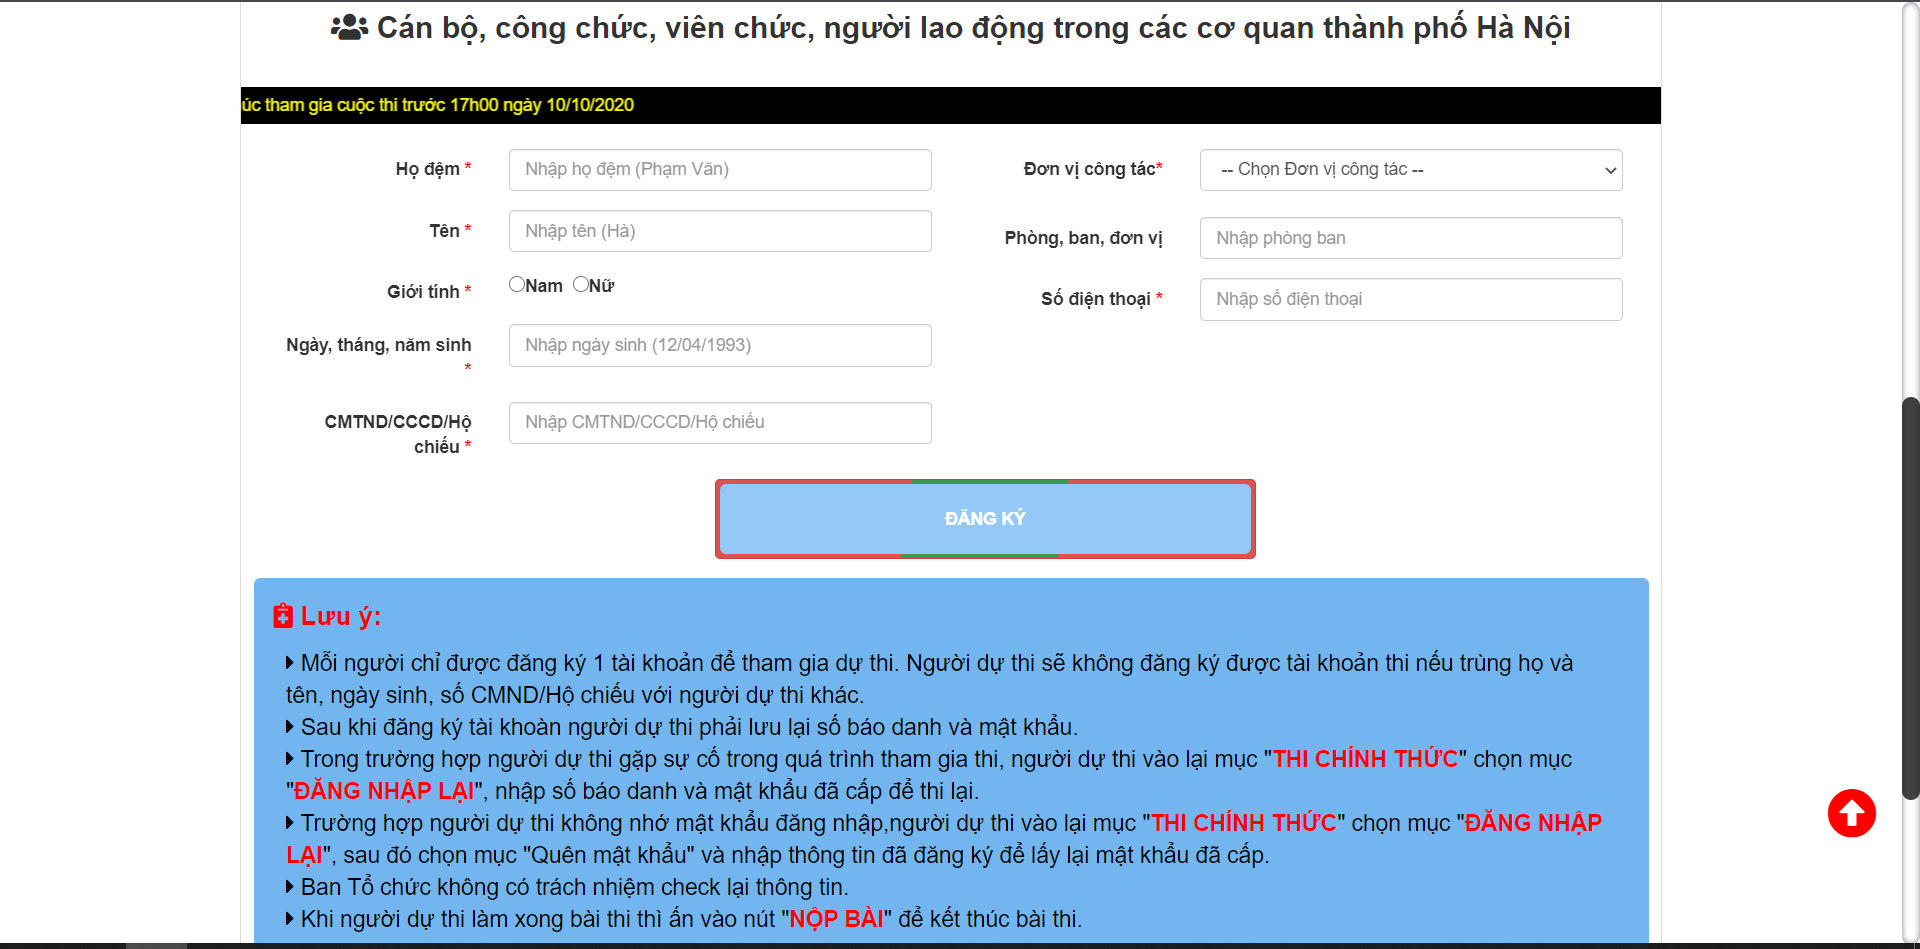 Cán bộ, công chức, viên chức, người lao động trong các cơ quan thành phố Hà Nội
úc tham gia cuộc thi trước 17h00 ngày 10/10/2020
Họ đệm *
Nhập họ đệm (Phạm Văn)
Tên *
Nhập tên (Hà)
Giới tính *
Nam Nữ
Ngày, tháng, năm sinh
*
Nhập ngày sinh (12/04/1993)
CMTND/CCCD/Hộ
chiếu *
Nhập CMTND/CCCD/Hộ chiếu
Đơn vị công tác*
-- Chọn Đơn vị công tác --
Phòng, ban, đơn vị
Nhập phòng ban
Số điện thoại *
Nhập số điện thoại
ĐĂNG KÝ
Lưu ý:
Mỗi người chỉ được đăng ký 1 tài khoản để tham gia dự thi. Người dự thi sẽ không đăng ký được tài khoản thi nếu trùng họ và
tên, ngày sinh, số CMND/Hộ chiếu với người dự thi khác.
Sau khi đăng ký tài khoàn người dự thi phải lưu lại số báo danh và mật khẩu.
Trong trường hợp người dự thi gặp sự cố trong quá trình tham gia thi, người dự thi vào lại mục "THI CHÍNH THỨC" chọn mục
"ĐĂNG NHẬP LẠI", nhập số báo danh và mật khẩu đã cấp để thi lại.
Trường hợp người dự thi không nhớ mật khẩu đăng nhập,người dự thi vào lại mục "THI CHÍNH THỨC" chọn mục "ĐĂNG NHẬP
LẠI", sau đó chọn mục "Quên mật khẩu" và nhập thông tin đã đăng ký để lấy lại mật khẩu đã cấp.
Ban Tổ chức không có trách nhiệm check lại thông tin.
Khi người dự thi làm xong bài thi thì ấn vào nút "NỘP BÀI" để kết thúc bài thi.